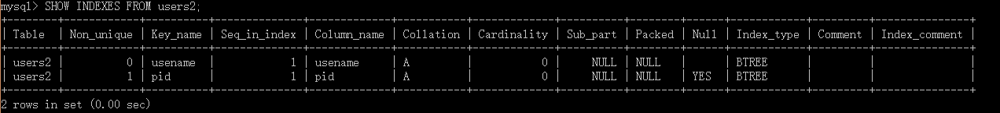 mysql> SHOW INDEXES FROM users2;
+--------+------------+----------+--------------+-------------+-----------+-------------+----------+--------+------+------------+---------+---------------+
| Table  | Non_unique | Key_name | Seq_in_index | Column_name | Collation | Cardinality | Sub_part | Packed | Null | Index_type | Comment | Index_comment |
+--------+------------+----------+--------------+-------------+-----------+-------------+----------+--------+------+------------+---------+---------------+
| users2 |          0 | usename  |            1 | usename     | A         |           0 |     NULL | NULL   |      | BTREE      |         |               |
| users2 |          1 | pid      |            1 | pid         | A         |           0 |     NULL | NULL   | YES  | BTREE      |         |               |
+--------+------------+----------+--------------+-------------+-----------+-------------+----------+--------+------+------------+---------+---------------+
2 rows in set (0.00 sec)